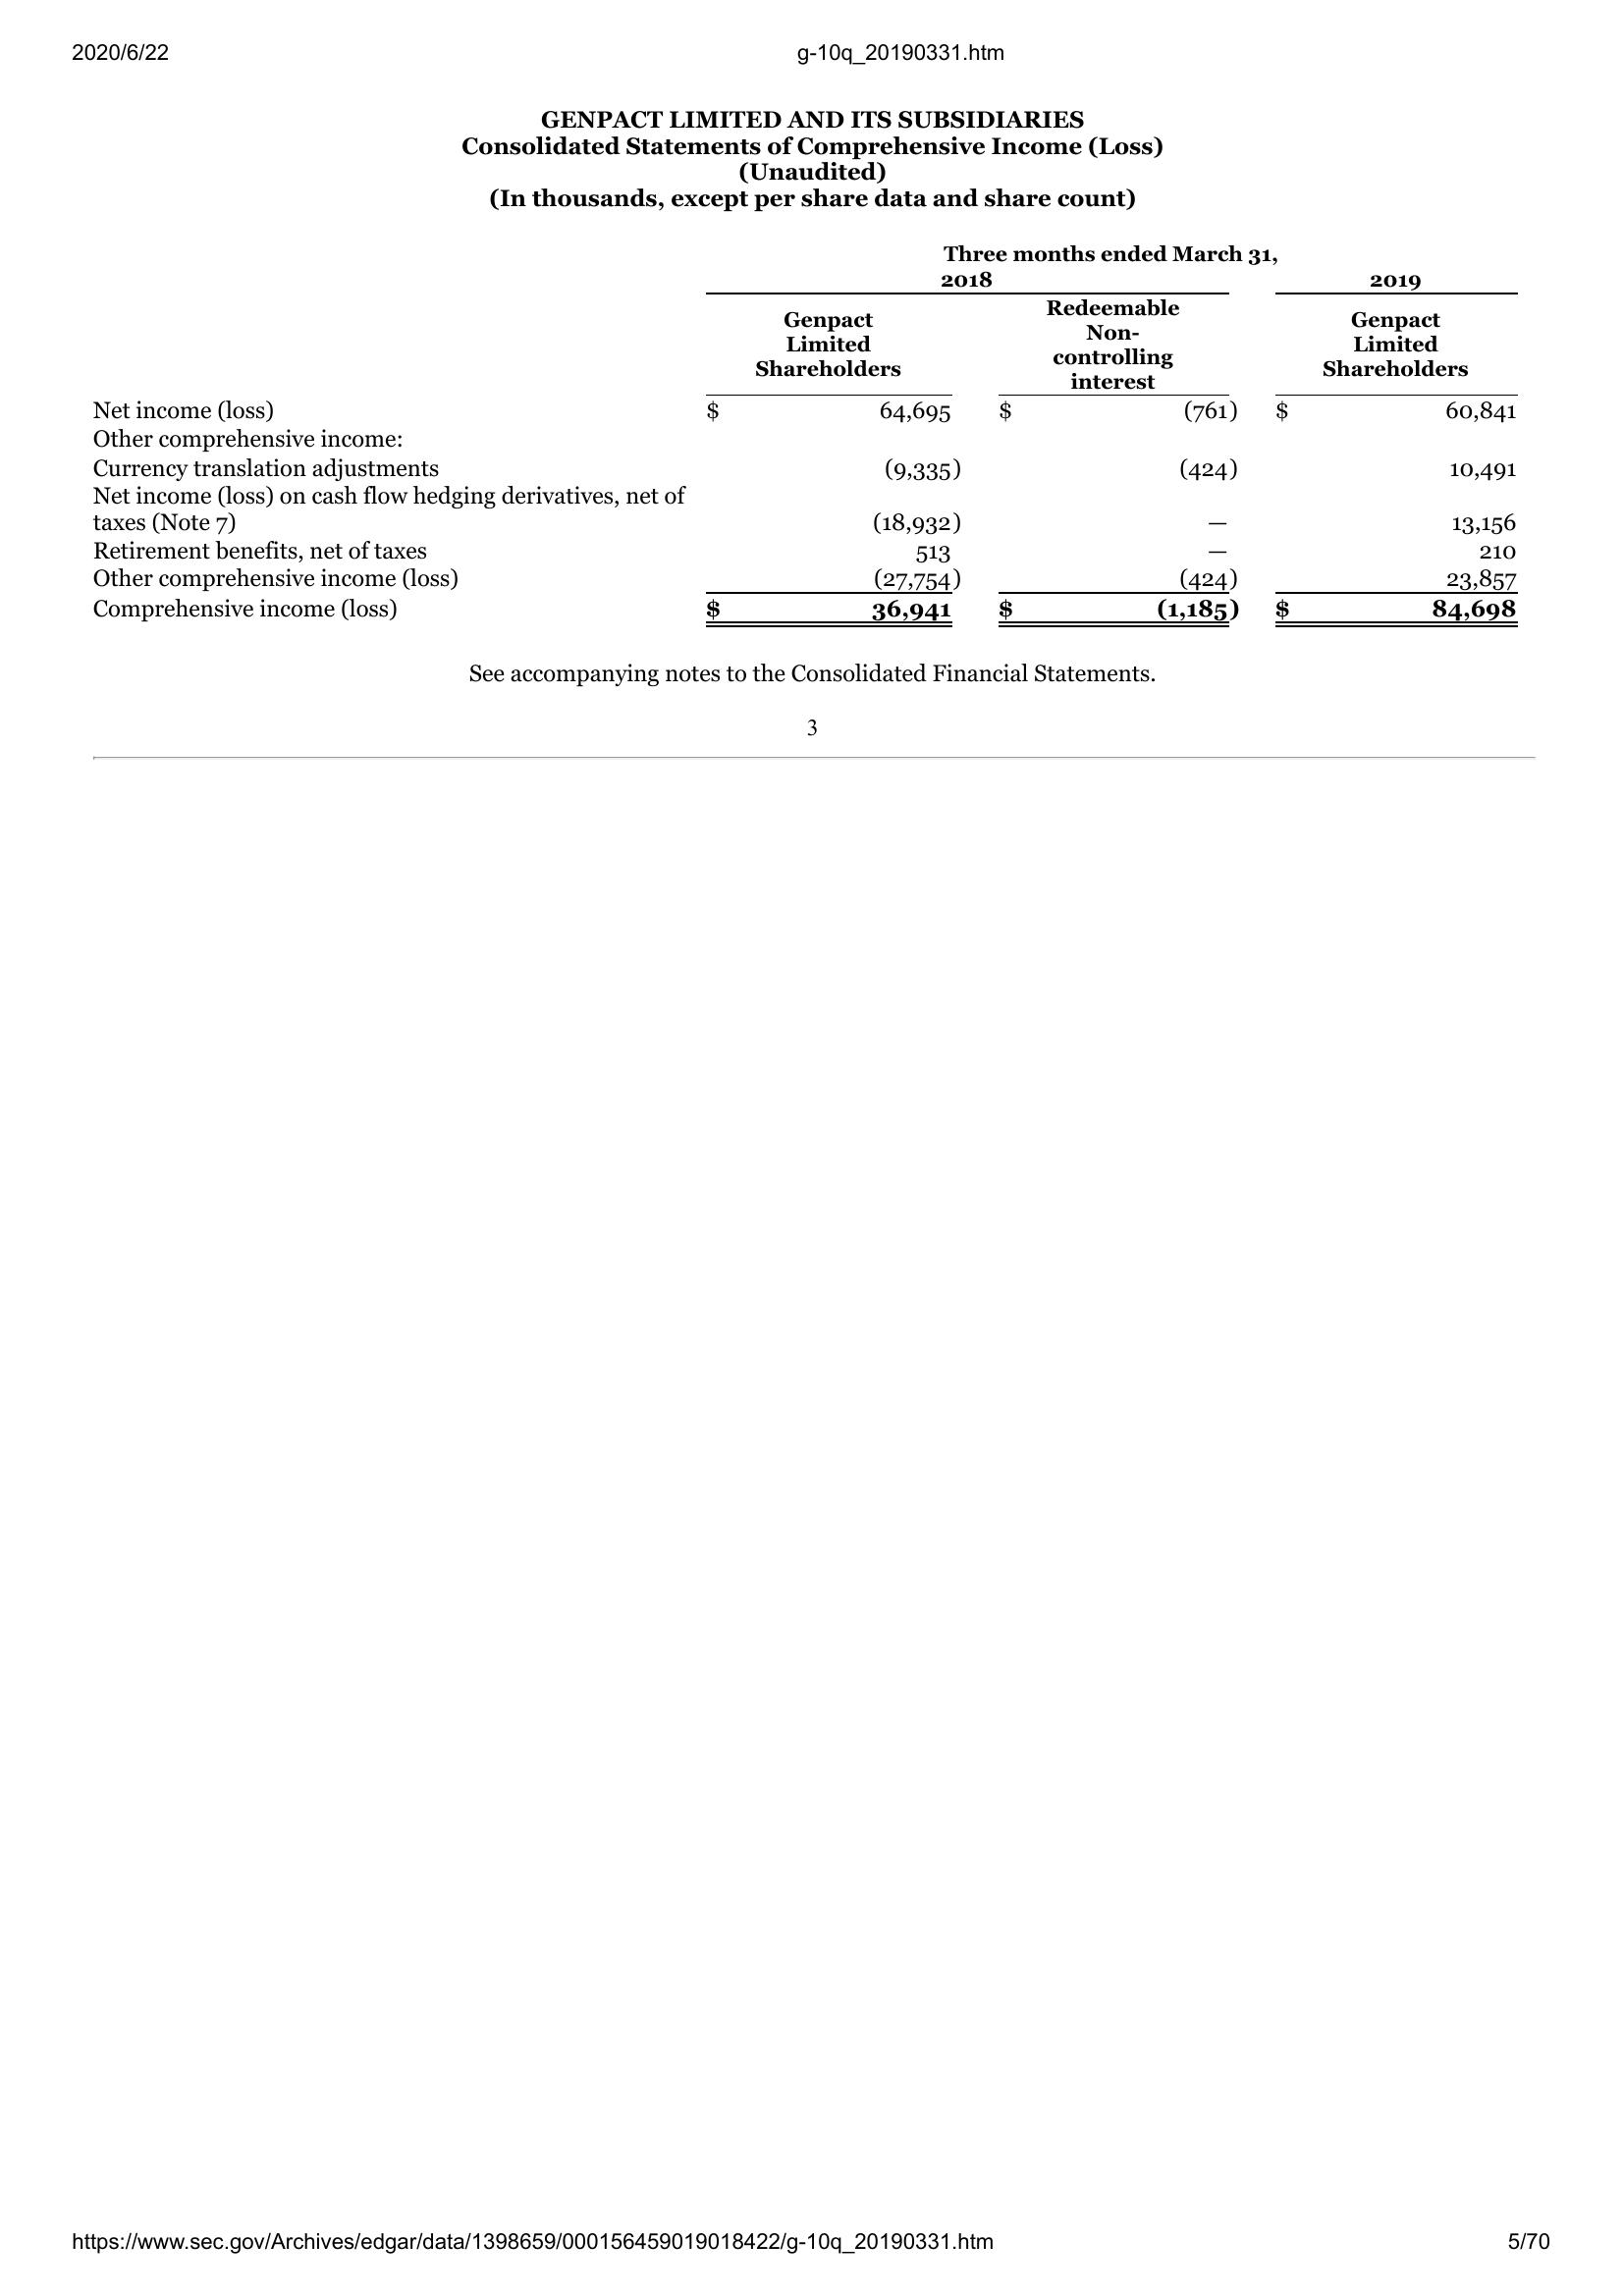 2020/6/22 g-10q_20190331.htm
GENPACT LIMITED AND ITS SUBSIDIARIES
Consolidated Statements of Comprehensive Income (Loss)
(Unaudited)
(In thousands, except per share data and share count)
Three months ended March 31,
2018 2019
Genpact Limited Shareholders Redeemable Non-controlling interest Genpact Limited Shareholders
Net income (loss) $ 64,695 $ (761) $ 60,841
Other comprehensive income:
Currency translation adjustments (9,335) (424) 10,491
Net income (loss) on cash flow hedging derivatives, net of
taxes (Note 7) (18,932) — 13,156
Retirement benefits, net of taxes 513 — 210
Other comprehensive income (loss) (27,754) (424) 23,857
Comprehensive income (loss) $ 36,941 $ (1,185) $ 84,698
See accompanying notes to the Consolidated Financial Statements.
3
https://www.sec.gov/Archives/edgar/data/1398659/000156459019018422/g-10q_20190331.htm 5/70